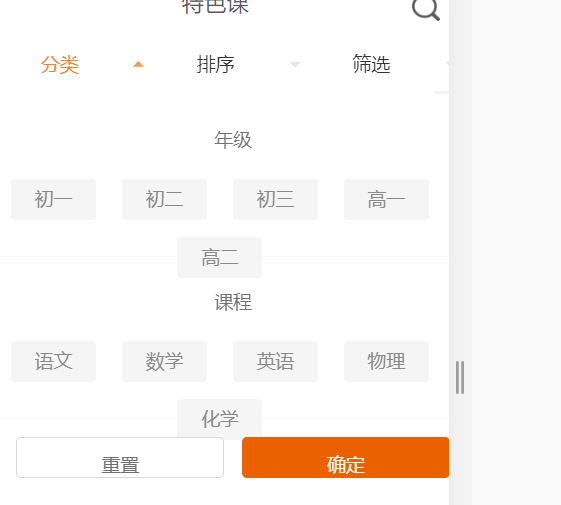 特色课
分类 排序 筛选
年级
初一 初二 初三 高一
高二
课程
语文 数学 英语 物理
化学
重置 确定